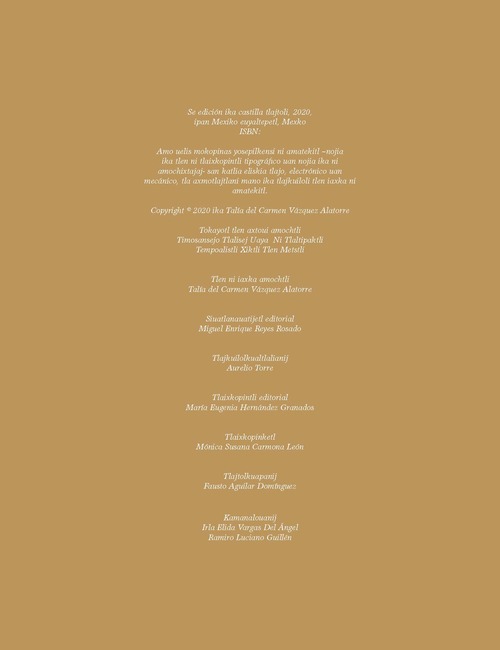 Se edición ika castilla tlajtoli, 2020,
ipan Mexiko euyaltepetl, Mexko
ISBN:
Amo uelis mokopinas yosepilkensi ni amatekitl –nojia
ika tlen ni tlaixkopintli tipográfico uan nojia ika ni
amochixtajaj- san katlia eliskia tlajo, electrónico uan
mecánico, tla axmotlajtlani mano ika tlajkuiloli tlen iaxka ni
amatekitl.
Copyright ® 2020 ika Talía del Carmen Vázquez Alatorre
Tokayotl tlen axtoui amochtli
Timosansejo Tlalisej Uaya Ni Tlaltipaktli
Tempoalistli Xiktli Tlen Metstli
Tlen ni iaxka amochtli
Talía del Carmen Vázquez Alatorre
Siuatlanauatijetl editorial
Miguel Enrique Reyes Rosado
Tlajkuilolkualtlalianij
Aurelio Torre
Tlaixkopintli editorial
María Eugenia Hernández Granados
Tlaixkopinketl
Mónica Susana Carmona León
Tlajtolkuapanij
Fausto Aguilar Domínguez
Kamanalouanij
Irla Elida Vargas Del Ángel
Ramiro Luciano Guillén